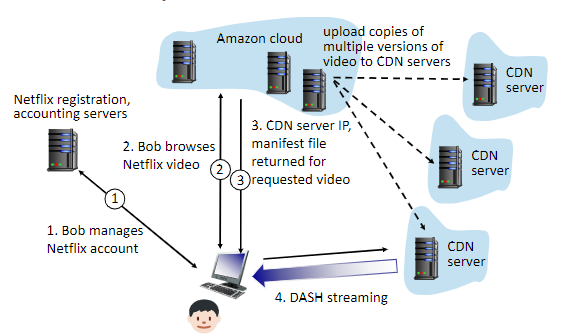 Amazon cloud
upload copies of
multiple versions of
video to CDN servers
CDN
server
Netflix registration,
accounting servers
2. Bob browses
Netflix video
3. CDN server IP,
manifest file
returned for
requested video
CDN
server
1
2
3
1. Bob manages
Netflix account
CDN
server
4. DASH streaming